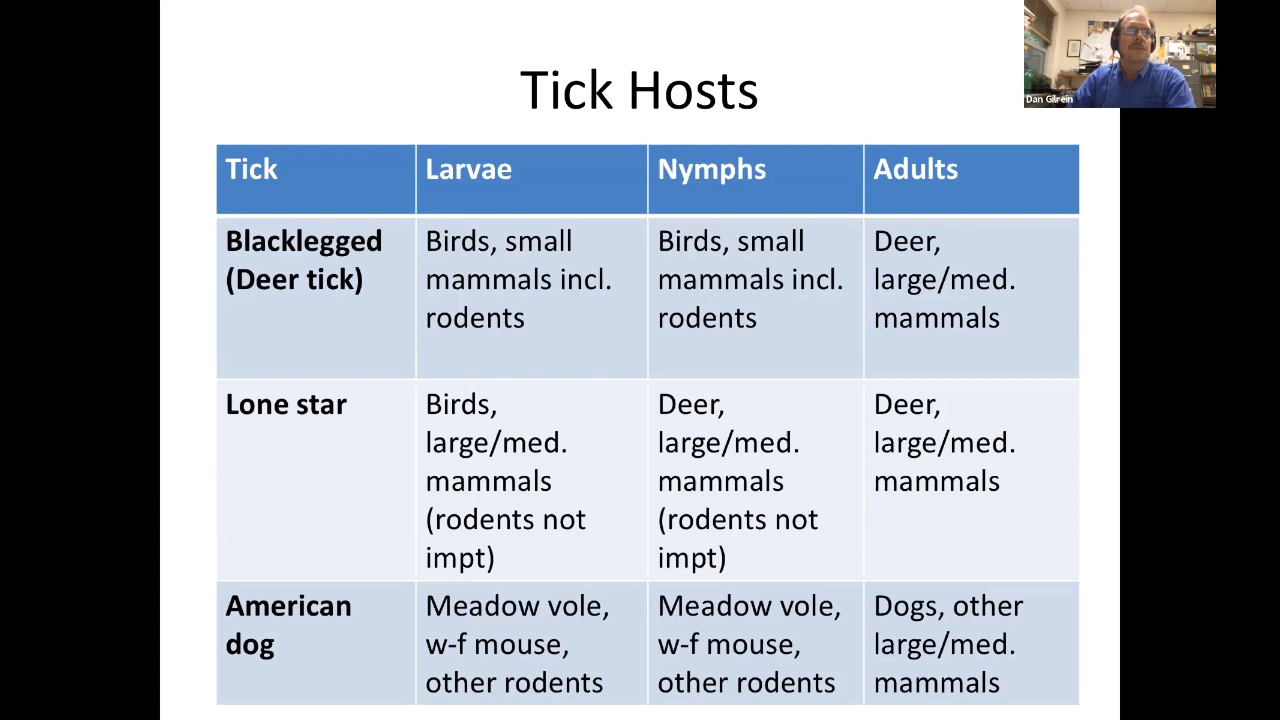 Dan Gilrein
Tick Hosts
Tick
Larvae
Nymphs
Adults
Blacklegged
(Deer tick)
Birds, small
mammals incl.
rodents
Birds, small
mammals incl.
rodents
Deer,
large/med.
mammals
Lone star
Birds,
large/med.
mammals
(rodents not
impt)
Deer,
large/med.
mammals
(rodents not
impt)
Deer,
large/med.
mammals
American
dog
Meadow vole,
w-f mouse,
other rodents
Meadow vole,
w-f mouse,
other rodents
Dogs, other
large/med.
mammals